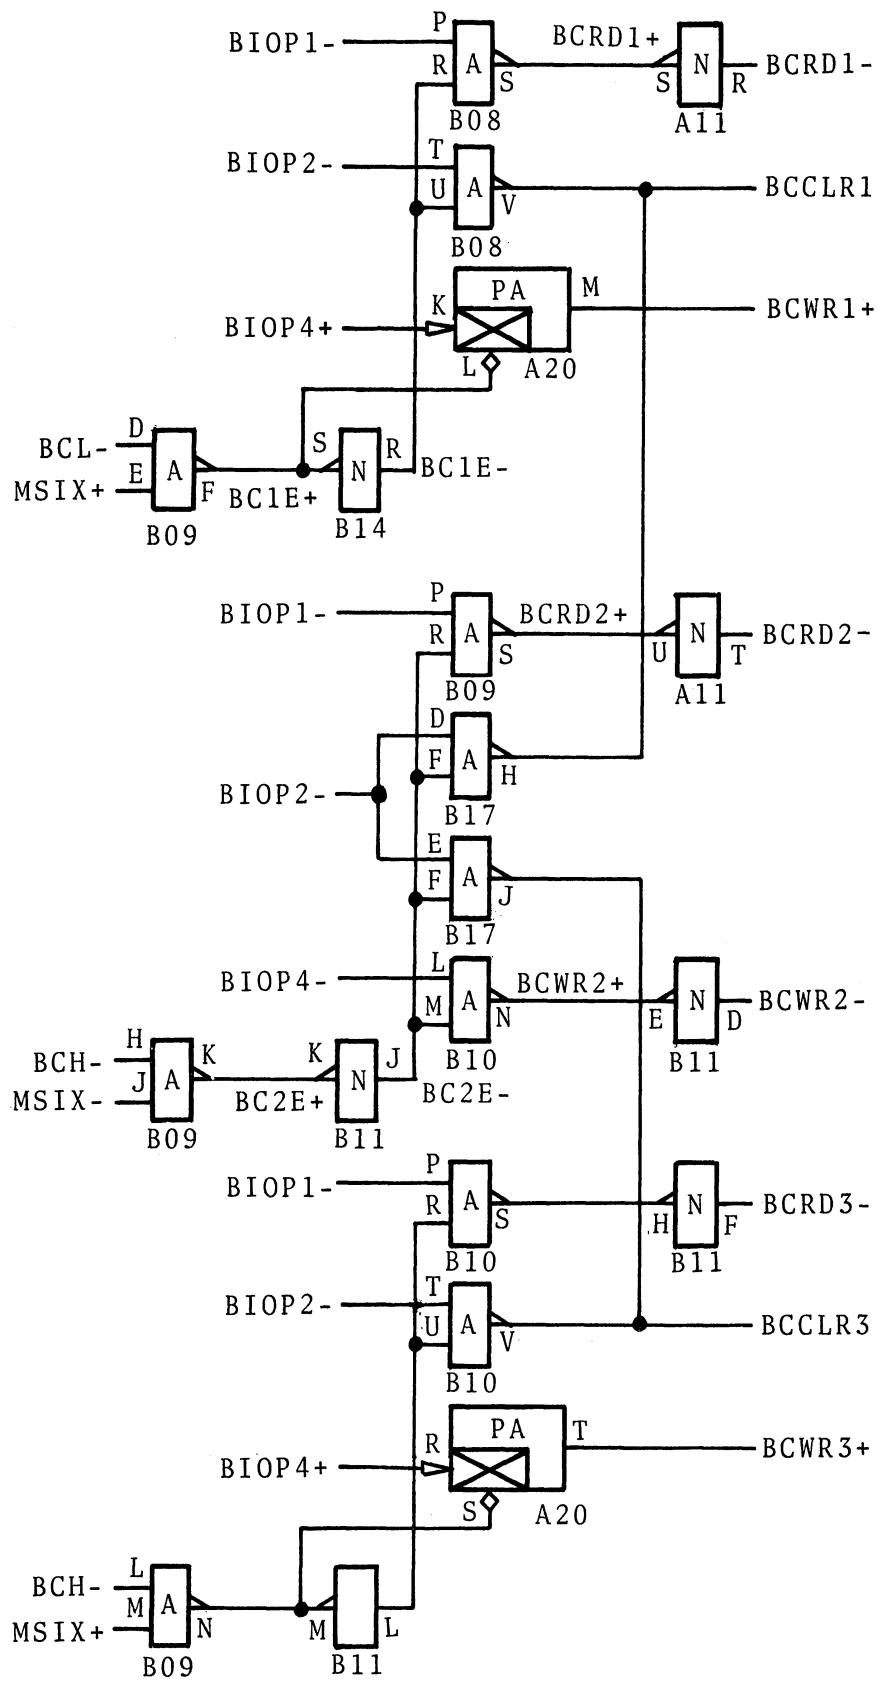 P
BIOP1-
BCRD1+
R
A
S
S
N
R
BCRD1-
B08
A11
T
BIOP2-
U
A
V
BCCLR1
B08
PA
M
K
BIOP4+
BCWR1+
L
A20
D
BCL-
S
R
E
A
N
BC1E-
MSIX+
F
BC1E+
B09
B14
P
BIOP1-
BCRD2+
R
A
S
U
N
T
BCRD2-
B09
A11
D
F
A
H
BIOP2-
B17
E
F
A
J
B17
L
BIOP4-
BCWR2+
M
A
N
E
N
D
BCWR2-
B10
B11
H
K
K
J
BCH-
J
A
N
MSIX-
BC2E+
BC2E-
B09
B11
P
BIOP1-
R
A
S
H
N
F
BCRD3-
B10
B11
T
BIOP2-
U
A
V
BCCLR3
B10
PA
T
R
BIOP4+
BCWR3+
S
A20
L
BCH-
M
A
N
M
L
MSIX+
B09
B11